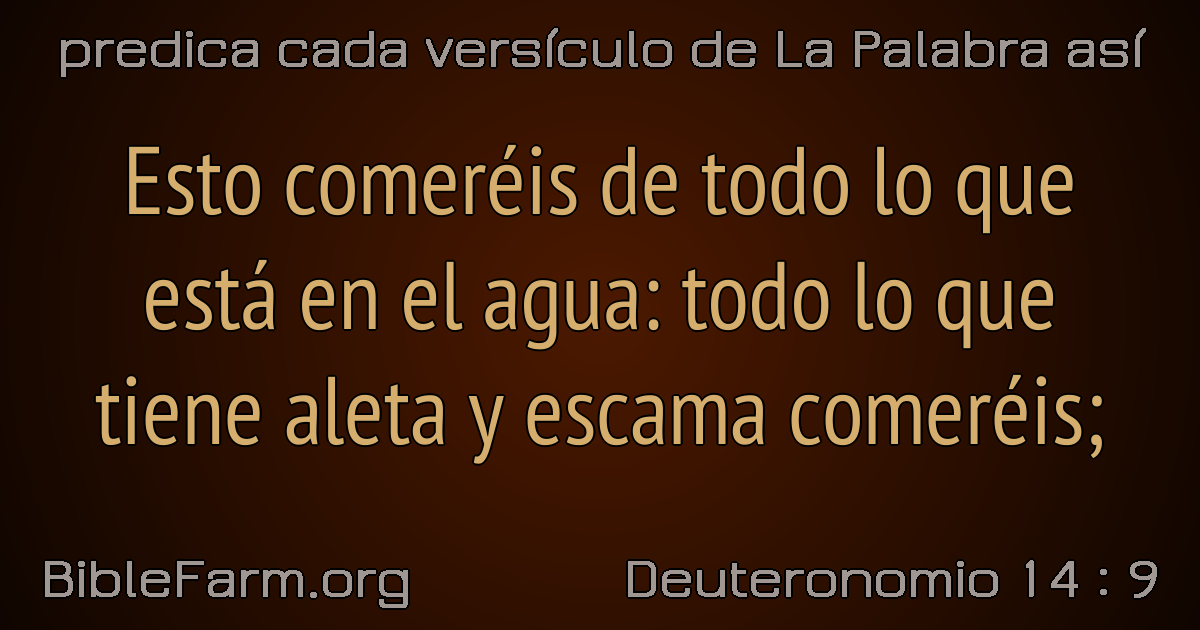 predica cada versículo de La Palabra así
Esto comeréis de todo lo que
está en el agua: todo lo que
tiene aleta y escama comeréis;
BibleFarm.org
Deuteronomio 14 : 9